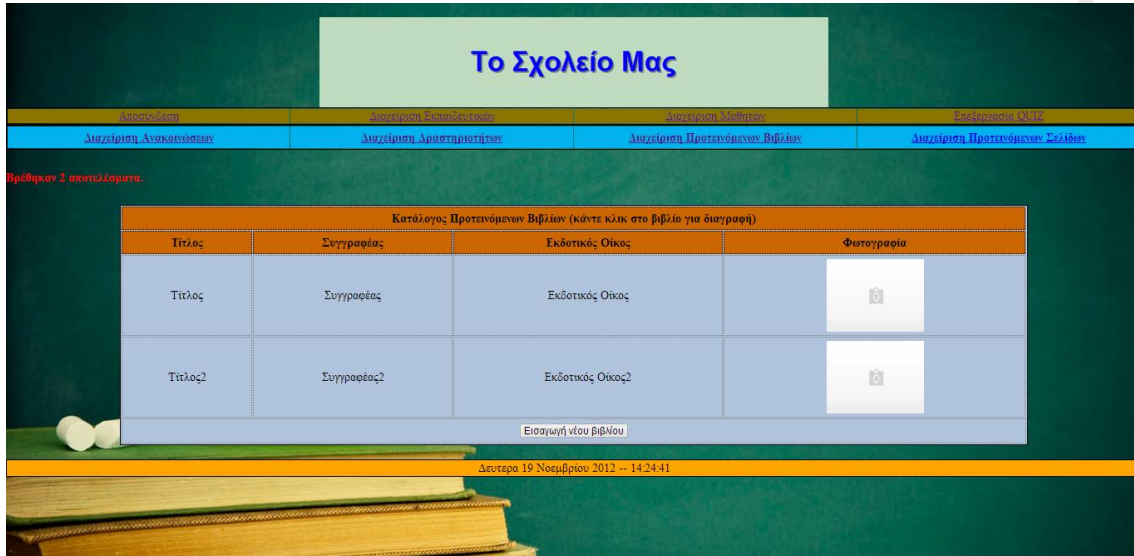 Το Σχολείο Μας
Αποσύνδεση Διαχείριση Εκπαιδευτικών Διαχείριση Μαθητών Επεξεργασία QUIZ
Διαχείριση Ανακοινώσεων Διαχείριση Δραστηριοτήτων Διαχείριση Προτεινόμενων Βιβλίων Διαχείριση Προτεινόμενων Σελίδων
Βρέθηκαν 2 αποτελέσματα.
Κατάλογος Προτεινόμενων Βιβλίων (κάντε κλικ στο βιβλίο για διαγραφή)
Τίτλος Συγγραφέας Εκδοτικός Οίκος Φωτογραφία
Τίτλος Συγγραφέας Εκδοτικός Οίκος
Τίτλος2 Συγγραφέας2 Εκδοτικός Οίκος2
Εισαγωγή νέου βιβλίου
Δευτερα 19 Νοεμβρίου 2012 -- 14:24:41